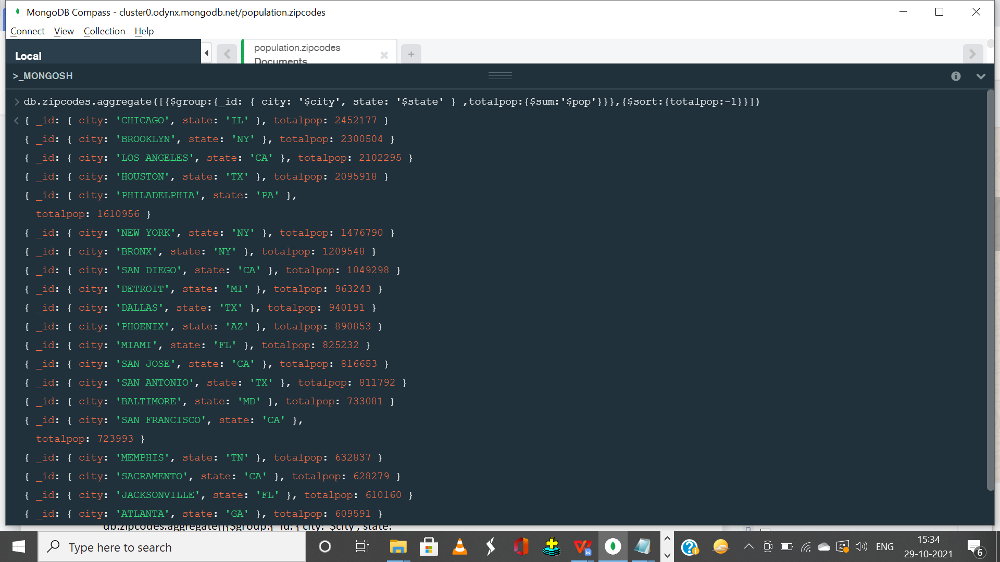 MongoDB Compass - cluster0.odynx.mongodb.net/population.zipcodes
Connect View Collection Help
Local
population.zipcodes
Documents
>_MONGOSH
db.zipcodes.aggregate([{$group:{_id: { city: '$city', state: '$state' } ,totalpop:{$sum:'$pop'}}},{$sort:{totalpop:-1}}])
{ _id: { city: 'CHICAGO', state: 'IL' }, totalpop: 2452177 }
{ _id: { city: 'BROOKLYN', state: 'NY' }, totalpop: 2300504 }
{ _id: { city: 'LOS ANGELES', state: 'CA' }, totalpop: 2102295 }
{ _id: { city: 'HOUSTON', state: 'TX' }, totalpop: 2095918 }
{ _id: { city: 'PHILADELPHIA', state: 'PA' },
totalpop: 1610956 }
{ _id: { city: 'NEW YORK', state: 'NY' }, totalpop: 1476790 }
{ _id: { city: 'BRONX', state: 'NY' }, totalpop: 1209548 }
{ _id: { city: 'SAN DIEGO', state: 'CA' }, totalpop: 1049298 }
{ _id: { city: 'DETROIT', state: 'MI' }, totalpop: 963243 }
{ _id: { city: 'DALLAS', state: 'TX' }, totalpop: 940191 }
{ _id: { city: 'PHOENIX', state: 'AZ' }, totalpop: 890853 }
{ _id: { city: 'MIAMI', state: 'FL' }, totalpop: 825232 }
{ _id: { city: 'SAN JOSE', state: 'CA' }, totalpop: 816653 }
{ _id: { city: 'SAN ANTONIO', state: 'TX' }, totalpop: 811792 }
{ _id: { city: 'BALTIMORE', state: 'MD' }, totalpop: 733081 }
{ _id: { city: 'SAN FRANCISCO', state: 'CA' },
totalpop: 723993 }
{ _id: { city: 'MEMPHIS', state: 'TN' }, totalpop: 632837 }
{ _id: { city: 'SACRAMENTO', state: 'CA' }, totalpop: 628279 }
{ _id: { city: 'JACKSONVILLE', state: 'FL' }, totalpop: 610160 }
{ _id: { city: 'ATLANTA', state: 'GA' }, totalpop: 609591 }
db.zipcodes.aggregate([{$group:{ _id: { city: '$city', state:
Type here to search
ENG
15:34
29-10-2021
6